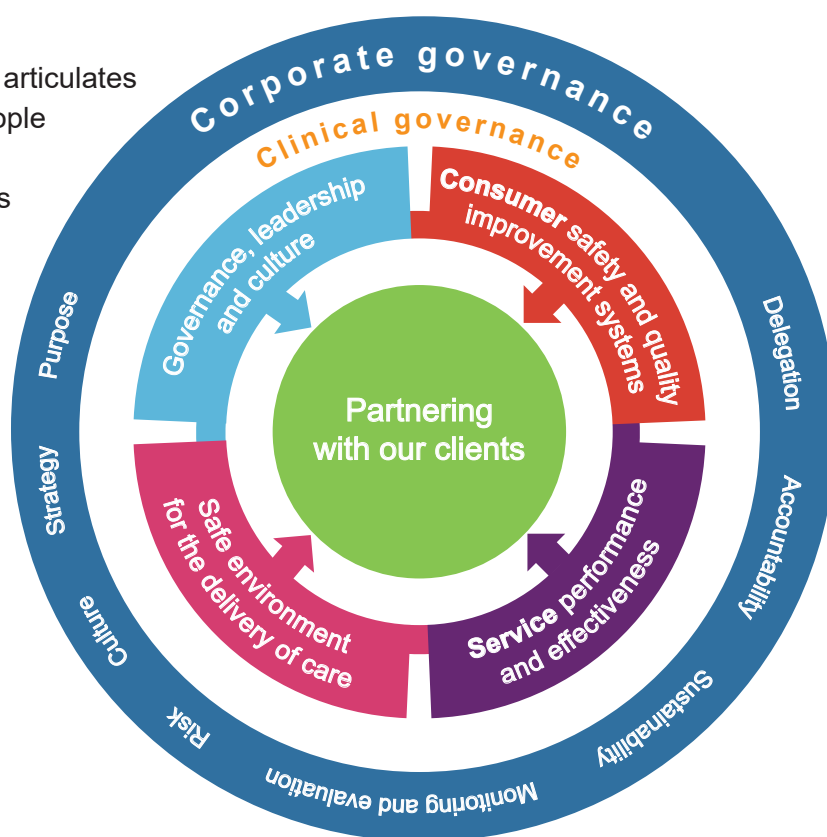 articulates
Corporate governance
Clinical governance
Governance, leadership
and culture
Consumer safety and quality
improvement systems
Partnering
with our clients
Safe environment
for the delivery of care
Service performance
and effectiveness
Purpose
Strategy
Culture
Risk
Monitoring and evaluation
Sustainability
Accountability
Delegation